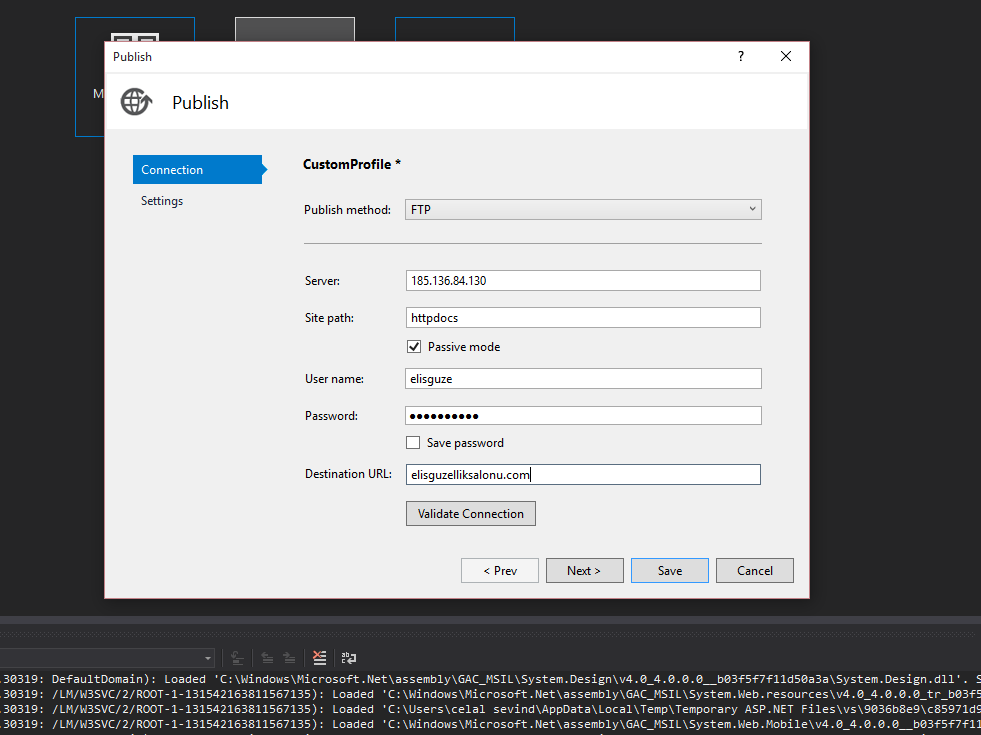 M
Publish
?
Publish
Connection
Settings
CustomProfile *
Publish method:
FTP
Server:
185.136.84.130
Site path:
httpdocs
Passive mode
User name:
elisguze
Password:
●●●●●●●●●●
Save password
Destination URL:
elisguzelliksalonu.com
Validate Connection
< Prev
Next >
Save
Cancel
.30319: DefaultDomain): Loaded 'C:\Windows\Microsoft.Net\assembly\GAC_MSIL\System.Design\v4.0_4.0.0.0__b03f5f7f11d50a3a\System.Design.dll'. S
.30319: /LM/W3SVC/2/ROOT-1-131542163811567135): Loaded 'C:\Windows\Microsoft.Net\assembly\GAC_MSIL\System.Web.resources\v4.0_4.0.0.0_tr_b03f5
.30319: /LM/W3SVC/2/ROOT-1-131542163811567135): Loaded 'C:\Users\celal sevind\AppData\Local\Temp\Temporary ASP.NET Files\vs\9036b8e9\c85971d9
.30319: /LM/W3SVC/2/ROOT-1-131542163811567135): Loaded 'C:\Windows\Microsoft.Net\assembly\GAC_MSIL\System.Web.Mobile\v4.0_4.0.0.0__b03f5f7f11